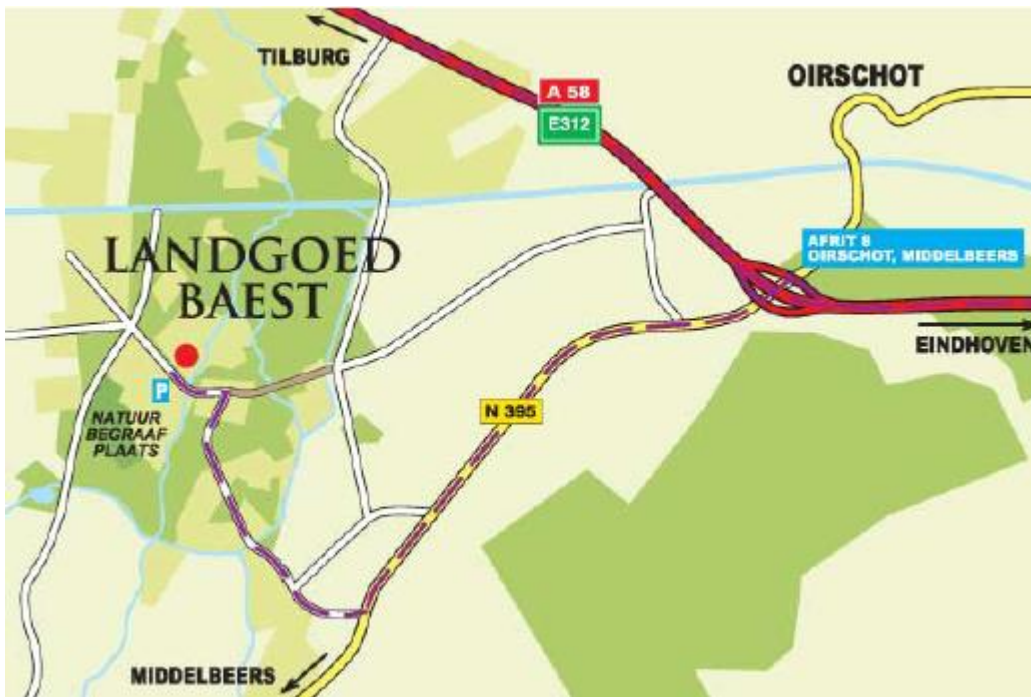 TILBURG
A 58
E312
OIRSCHOT
LANDGOED
BAEST
AFRIT 8
OIRSCHOT, MIDDELBEERS
EINDHOVEN
P
NATUUR
BEGRAAF
PLAATS
N 395
MIDDELBEERS